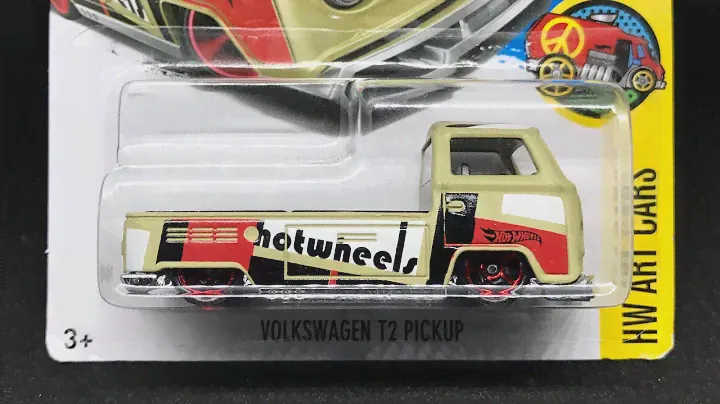 hotwheels
Hot Wheels
3+
VOLKSWAGEN T2 PICKUP
HW ART CARS